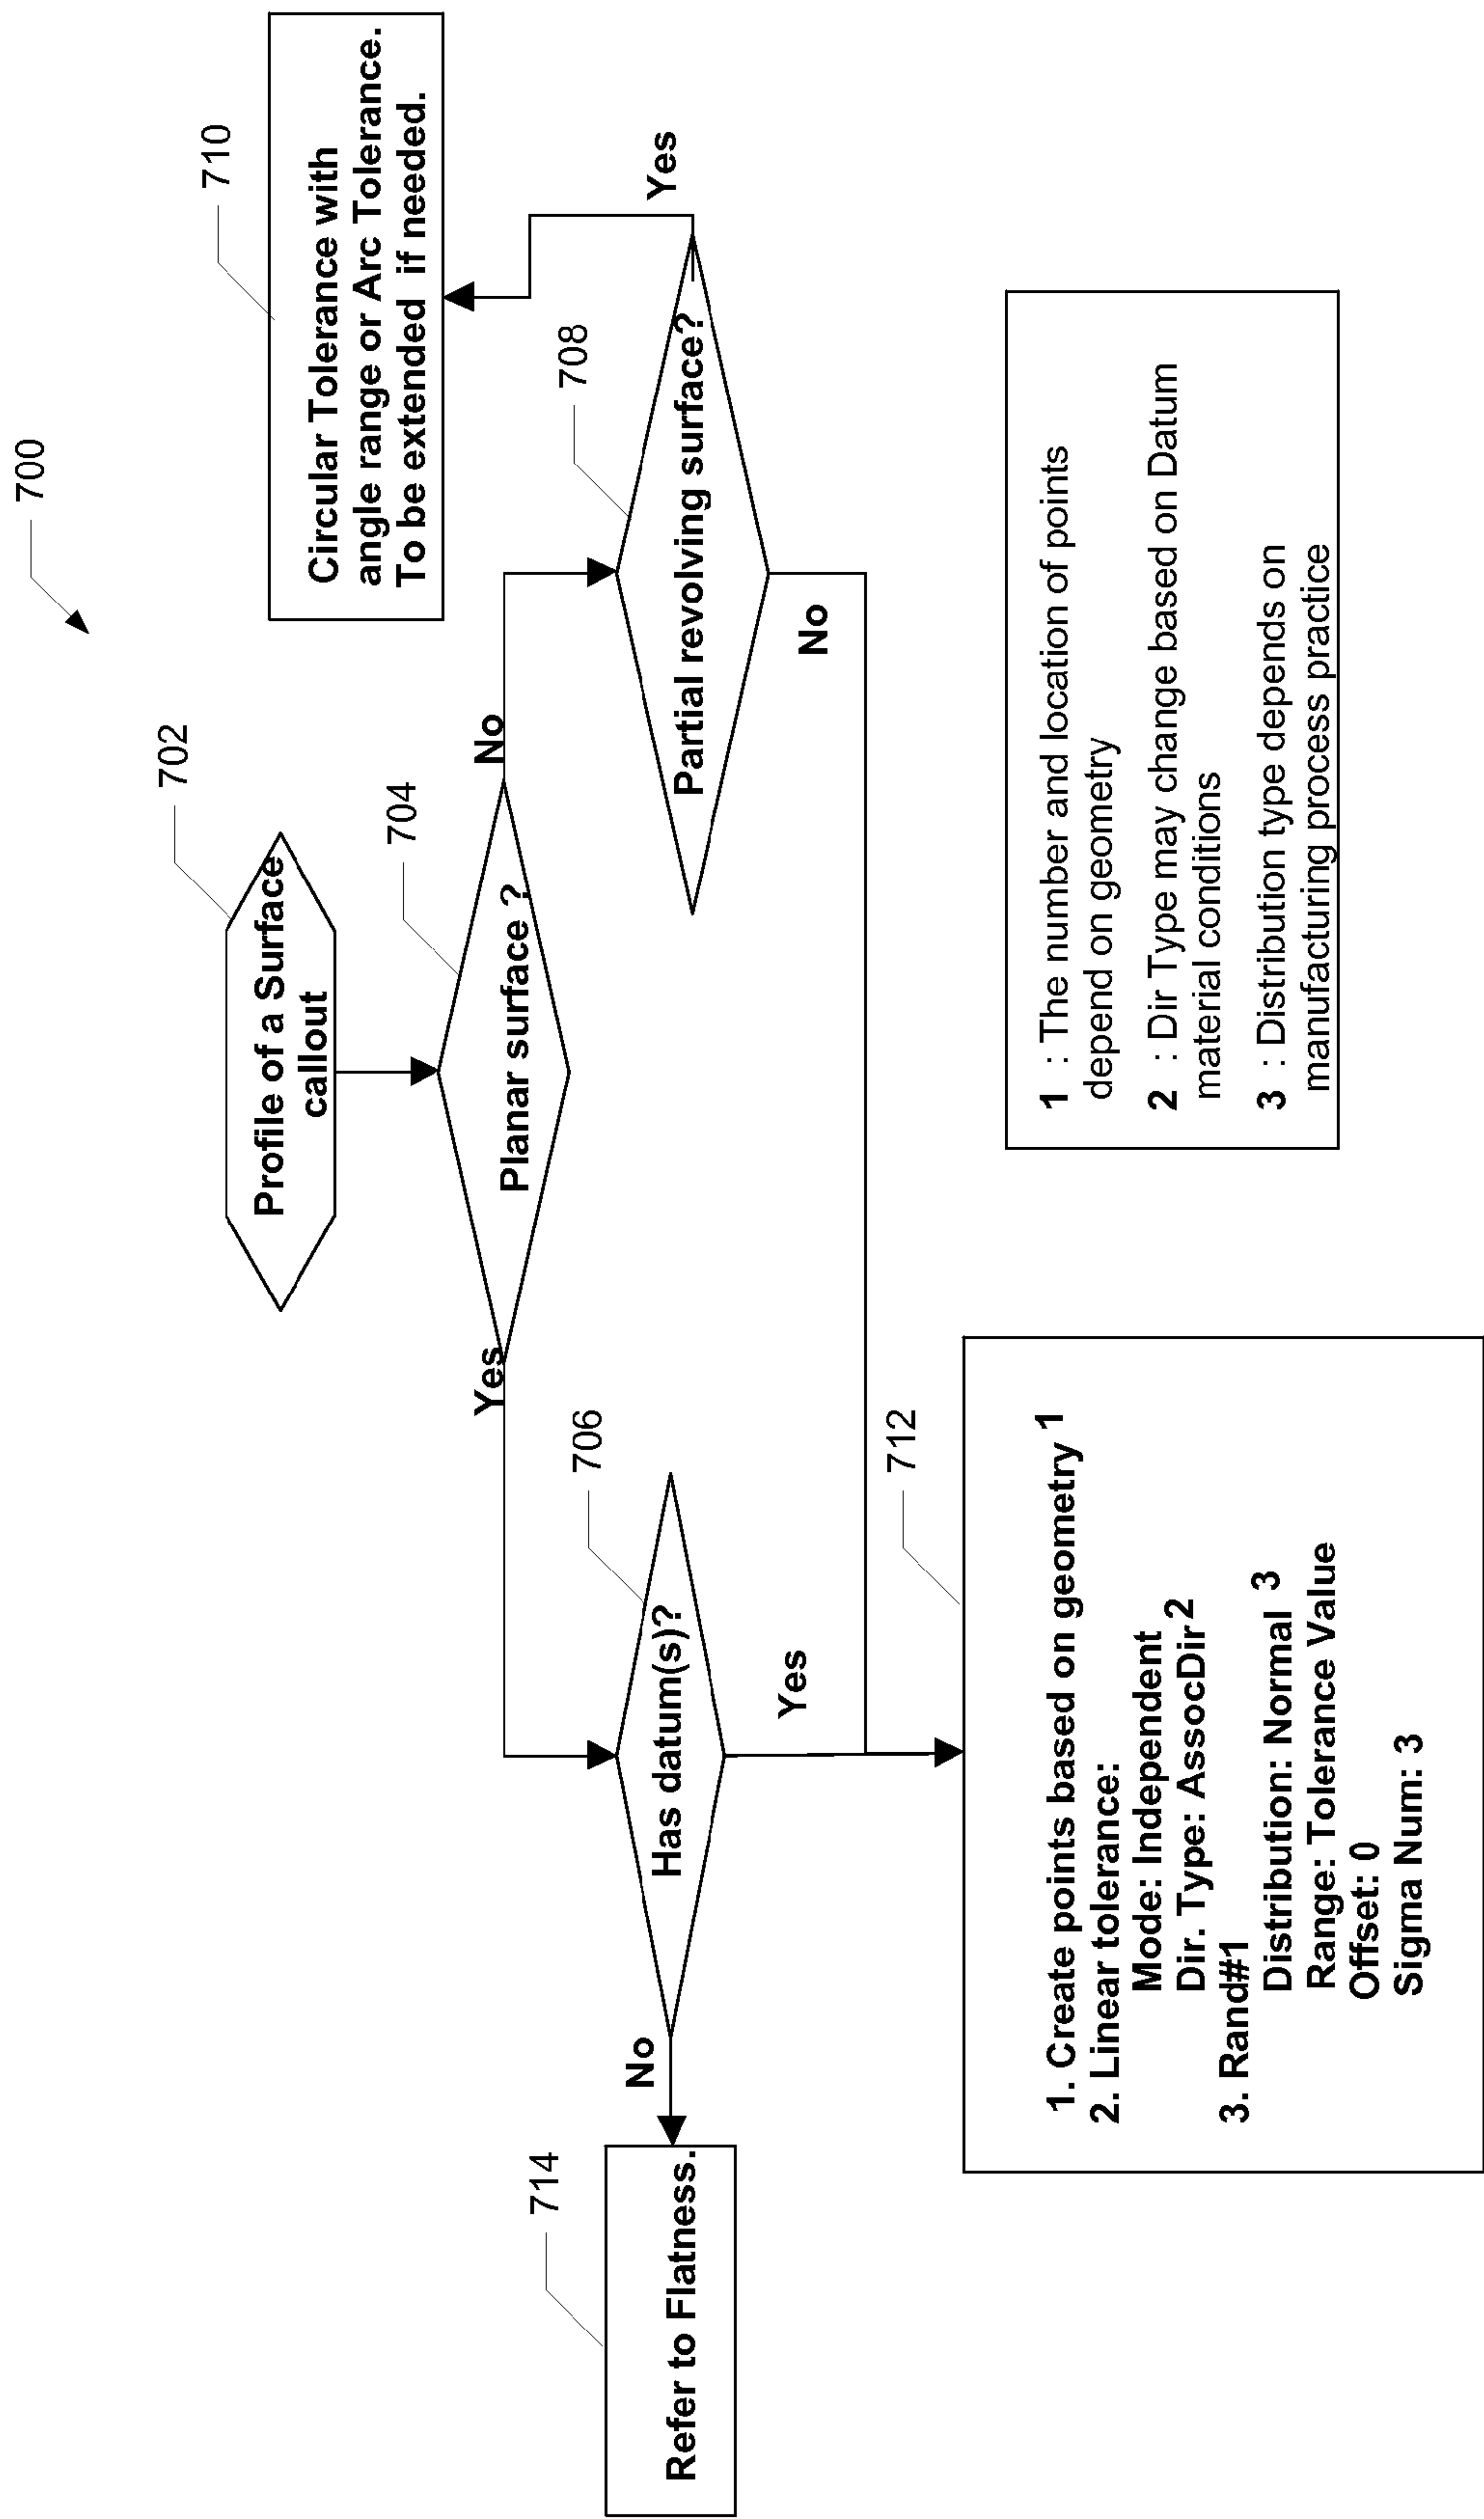 700
702
Profile of a Surface
callout
704
Planar surface ?
Yes
No
706
Has datum(s)?
No
Yes
708
Partial revolving surface?
Yes
No
710
Circular Tolerance with
angle range or Arc Tolerance.
To be extended if needed.
714
Refer to Flatness.
712
1. Create points based on geometry 1
2. Linear tolerance:
Mode: Independent
Dir. Type: AssocDir 2
3. Rand#1
Distribution: Normal 3
Range: Tolerance Value
Offset: 0
Sigma Num: 3
1 : The number and location of points
depend on geometry
2 : Dir Type may change based on Datum
material conditions
3 : Distribution type depends on
manufacturing process practice